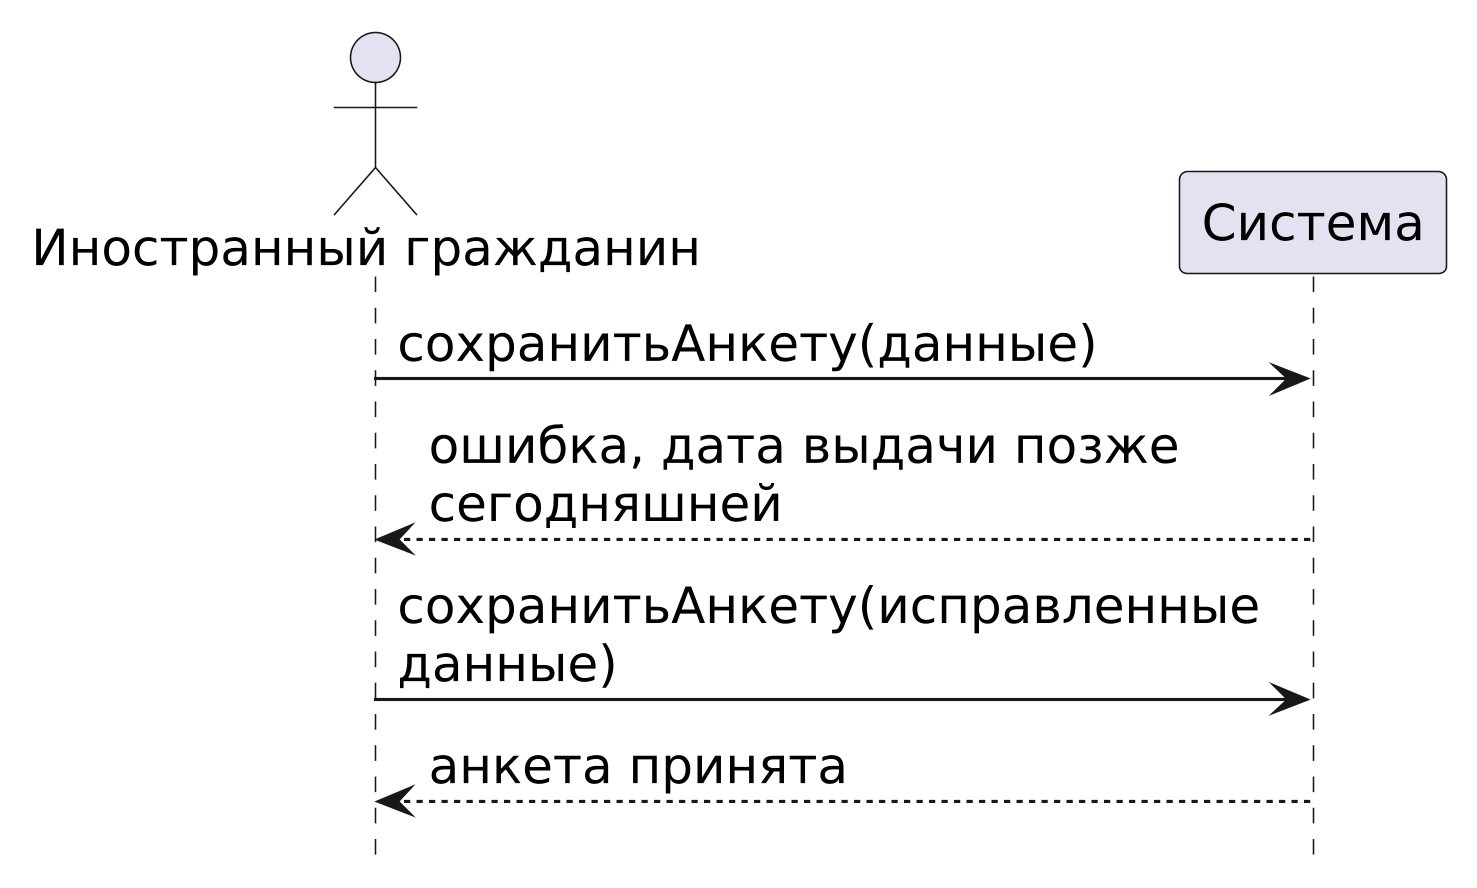 Иностранный гражданин
Система
сохранитьАнкету(данные)
ошибка, дата выдачи позже
сегодняшней
сохранитьАнкету(исправленные
данные)
анкета принята